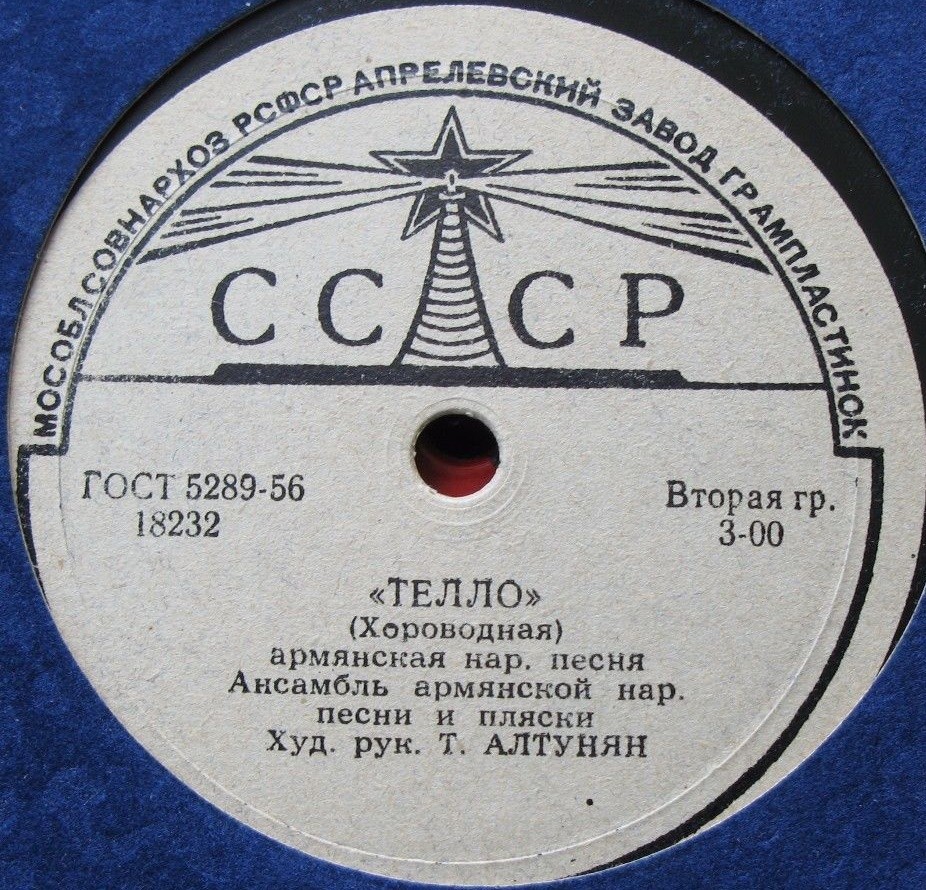 МОСОБЛСОВНАРХОЗ РСФСР АПРЕЛЕВСКИЙ ЗАВОД ГРАМПЛАСТИНОК
СССР
ГОСТ 5289-56
18232
Вторая гр.
3-00
«ТЕЛЛО»
(Хороводная)
армянская нар. песня
Ансамбль армянской нар.
песни и пляски
Худ. рук. Т. АЛТУНЯН